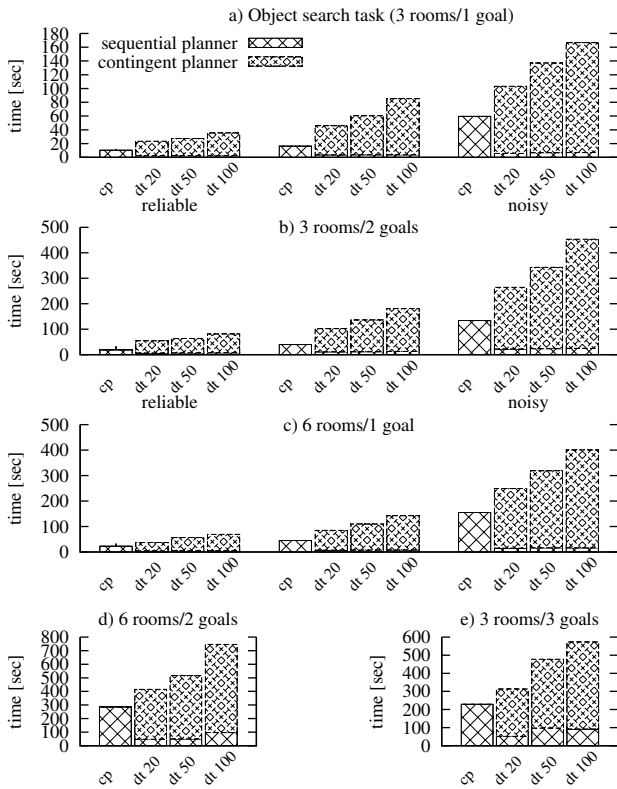 a) Object search task (3 rooms/1 goal)
sequential planner
contingent planner
time [sec]
180
160
140
120
100
80
60
40
20
0
cp dt 20 dt 50 dt 100 cp dt 20 dt 50 dt 100 cp dt 20 dt 50 dt 100
reliable noisy
b) 3 rooms/2 goals
time [sec]
500
400
300
200
100
0
cp dt 20 dt 50 dt 100 cp dt 20 dt 50 dt 100 cp dt 20 dt 50 dt 100
reliable noisy
c) 6 rooms/1 goal
time [sec]
500
400
300
200
100
0
cp dt 20 dt 50 dt 100 cp dt 20 dt 50 dt 100 cp dt 20 dt 50 dt 100
d) 6 rooms/2 goals
time [sec]
800
700
600
500
400
300
200
100
0
cp dt 20 dt 50 dt 100
e) 3 rooms/3 goals
time [sec]
600
500
400
300
200
100
0
cp dt 20 dt 50 dt 100